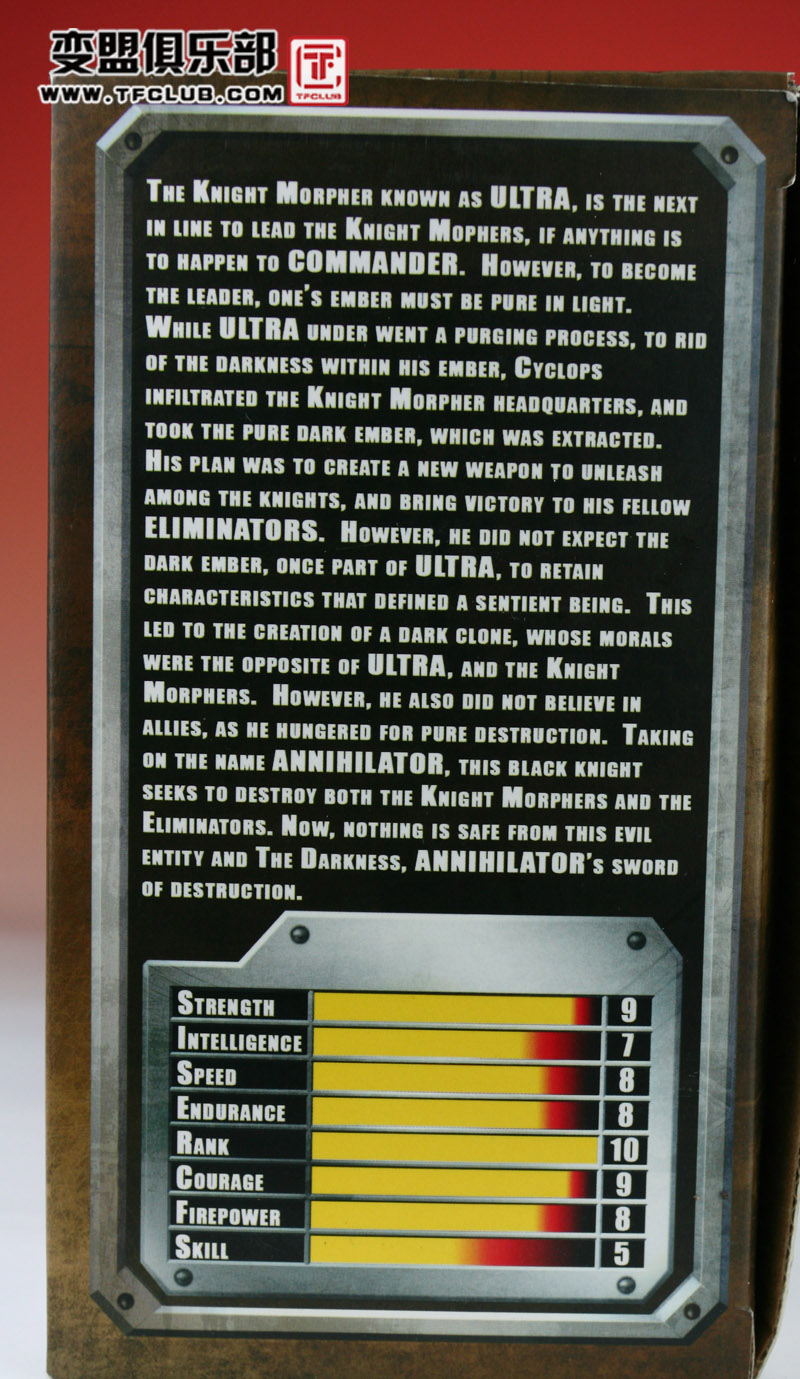 变盟俱乐部
WWW.TFCLUB.COM
TF
TFCLUB
THE KNIGHT MORPHER KNOWN AS ULTRA, IS THE NEXT
IN LINE TO LEAD THE KNIGHT MOPHERS, IF ANYTHING IS
TO HAPPEN TO COMMANDER. HOWEVER, TO BECOME
THE LEADER, ONE'S EMBER MUST BE PURE IN LIGHT.
WHILE ULTRA UNDER WENT A PURGING PROCESS, TO RID
OF THE DARKNESS WITHIN HIS EMBER, CYCLOPS
INFILTRATED THE KNIGHT MORPHER HEADQUARTERS, AND
TOOK THE PURE DARK EMBER, WHICH WAS EXTRACTED.
HIS PLAN WAS TO CREATE A NEW WEAPON TO UNLEASH
AMONG THE KNIGHTS, AND BRING VICTORY TO HIS FELLOW
ELIMINATORS. HOWEVER, HE DID NOT EXPECT THE
DARK EMBER, ONCE PART OF ULTRA, TO RETAIN
CHARACTERISTICS THAT DEFINED A SENTIENT BEING. THIS
LED TO THE CREATION OF A DARK CLONE, WHOSE MORALS
WERE THE OPPOSITE OF ULTRA, AND THE KNIGHT
MORPHERS. HOWEVER, HE ALSO DID NOT BELIEVE IN
ALLIES, AS HE HUNGERED FOR PURE DESTRUCTION. TAKING
ON THE NAME ANNIHILATOR, THIS BLACK KNIGHT
SEEKS TO DESTROY BOTH THE KNIGHT MORPHERS AND THE
ELIMINATORS. NOW, NOTHING IS SAFE FROM THIS EVIL
ENTITY AND THE DARKNESS, ANNIHILATOR'S SWORD
OF DESTRUCTION.
STRENGTH 9
INTELLIGENCE 7
SPEED 8
ENDURANCE 8
RANK 10
COURAGE 9
FIREPOWER 8
SKILL 5